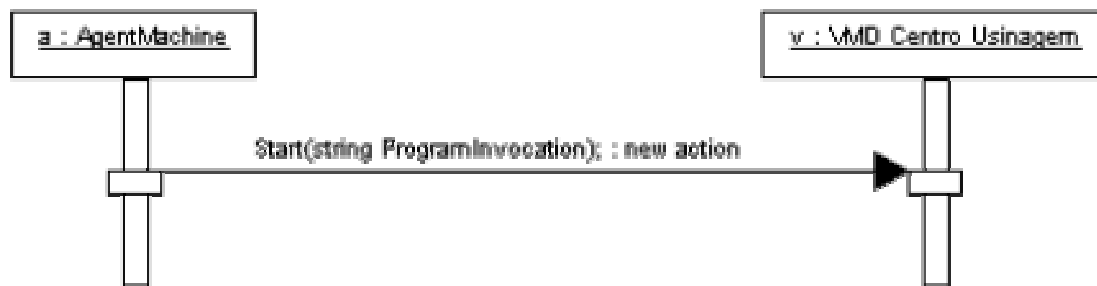 a : AgentMachine
v : VMD Centro Usinagem
Start(string ProgramInvocation); : new action